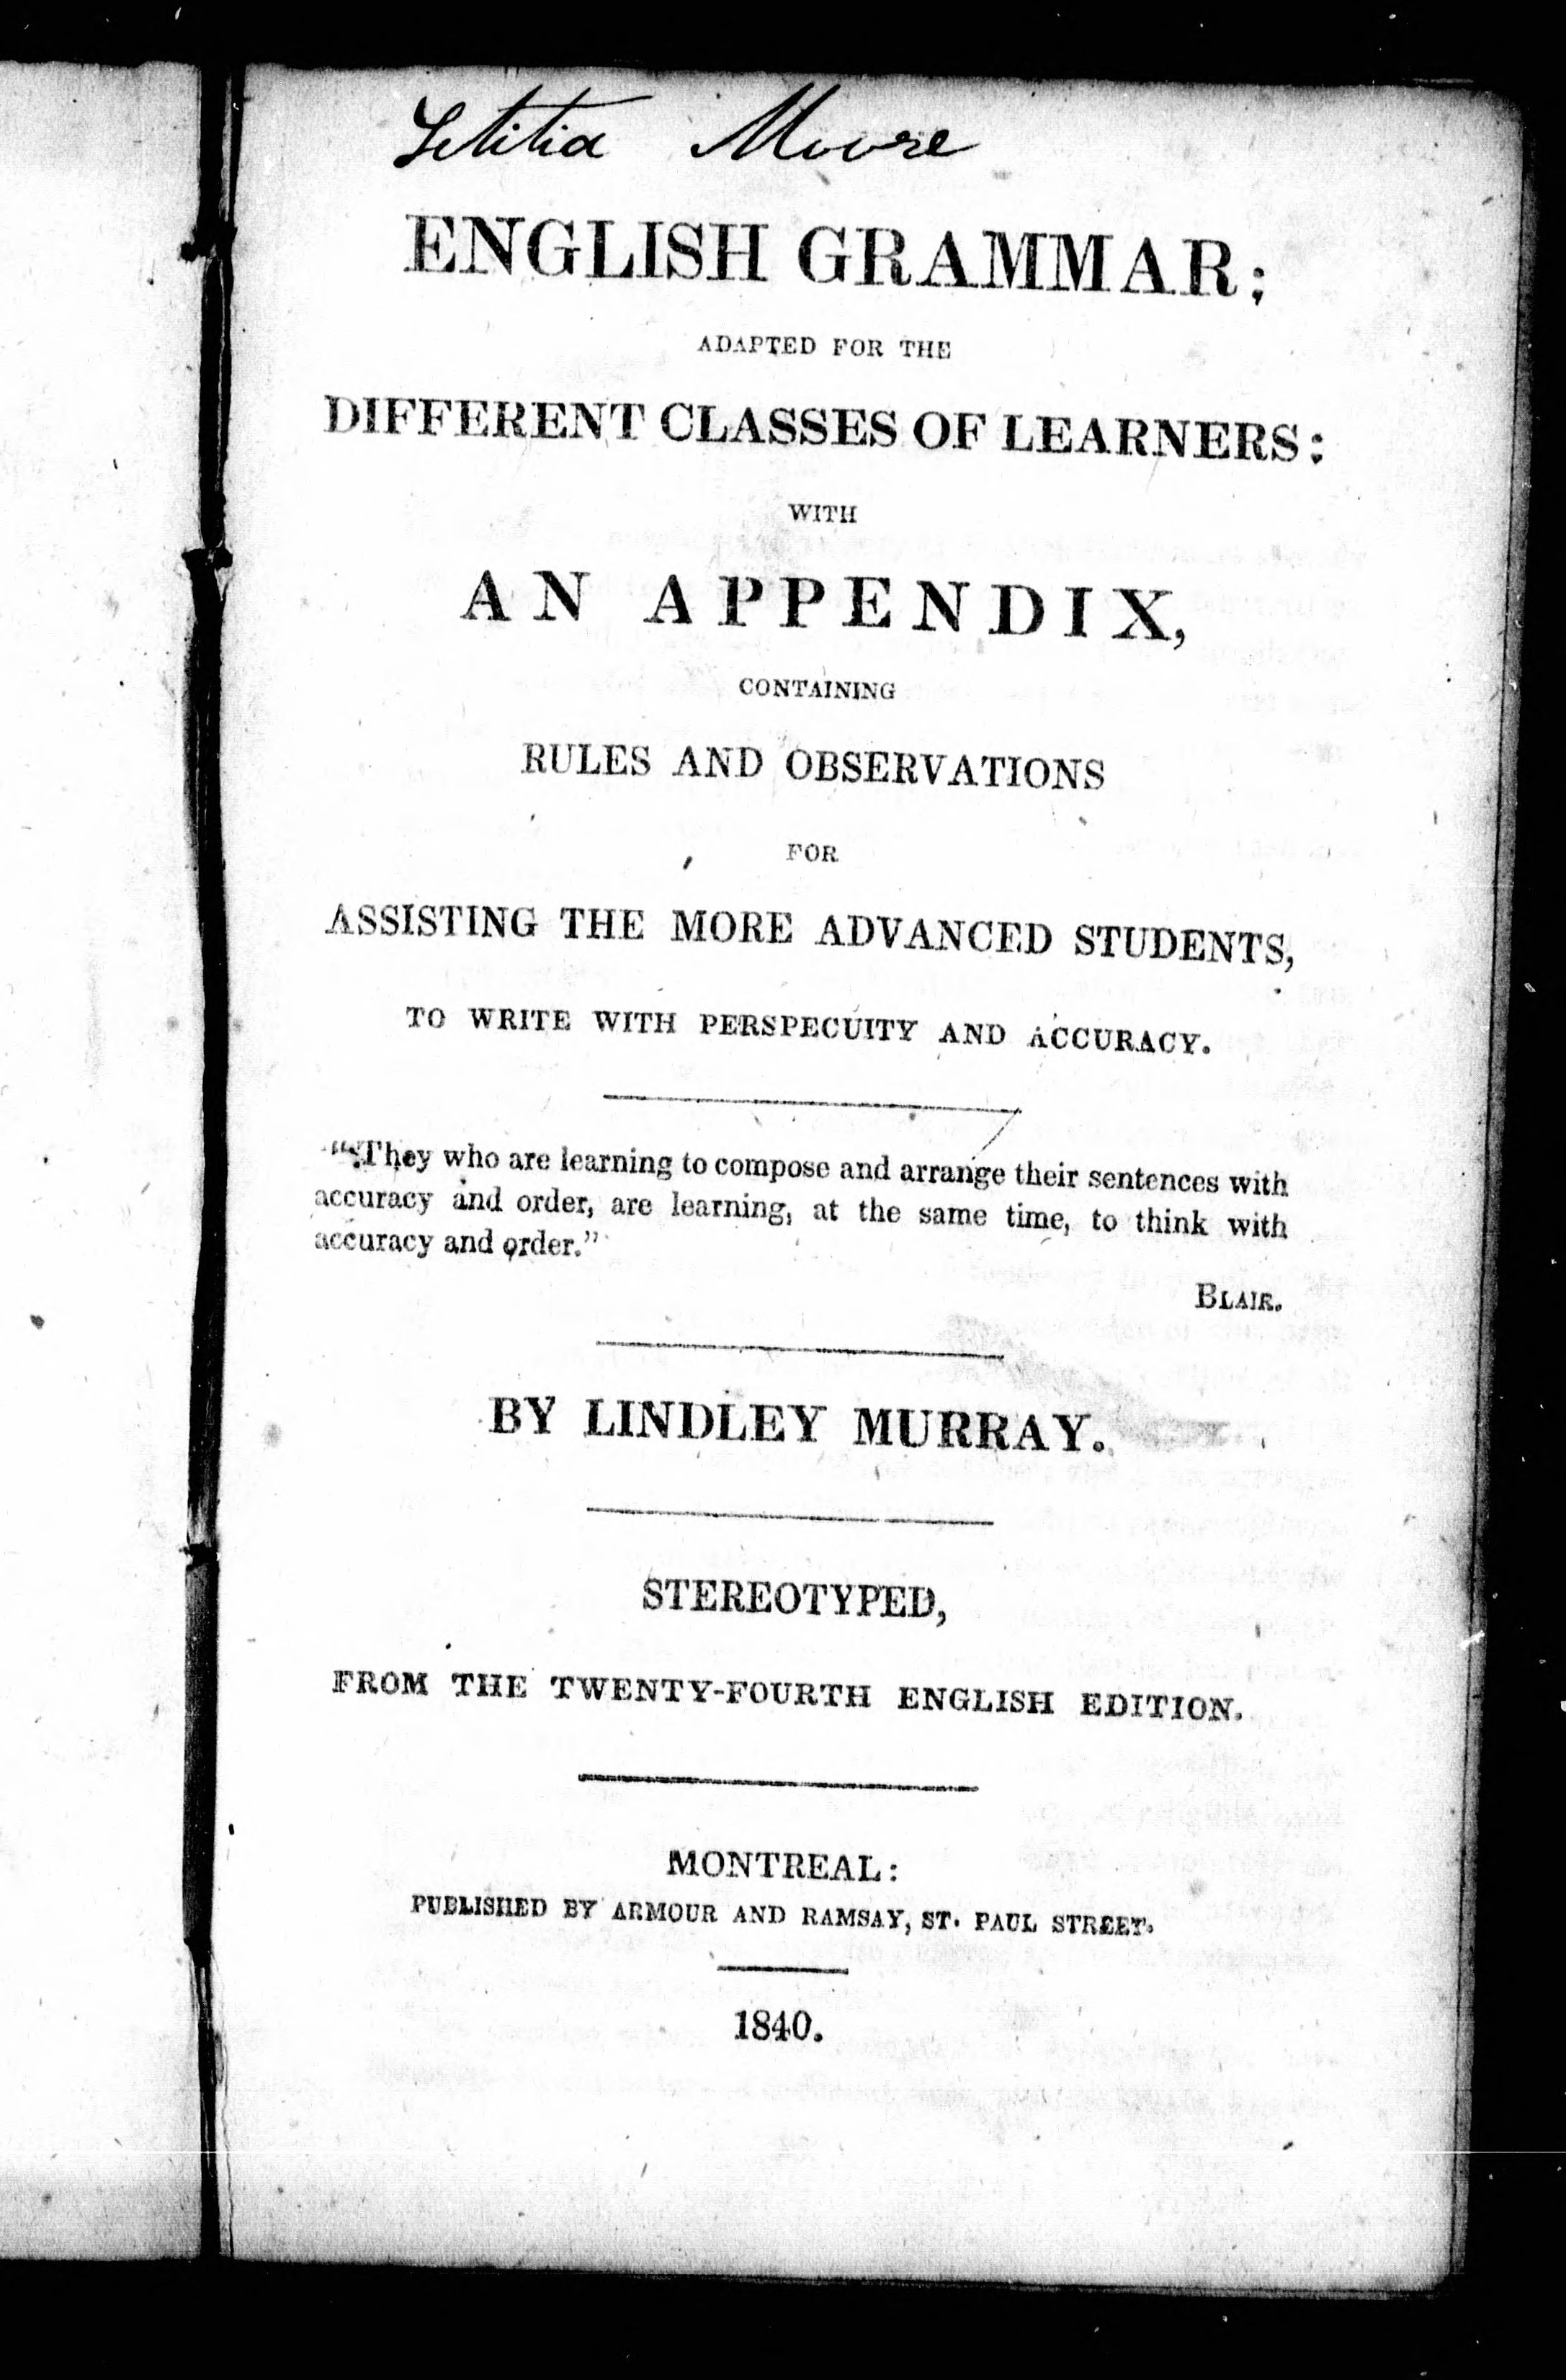 Letitia Moore
ENGLISH GRAMMAR;
ADAPTED FOR THE
DIFFERENT CLASSES OF LEARNERS:
WITH
AN APPENDIX,
CONTAINING
RULES AND OBSERVATIONS
FOR
ASSISTING THE MORE ADVANCED STUDENTS,
TO WRITE WITH PERSPECUITY AND ACCURACY.
"They who are learning to compose and arrange their sentences with
accuracy and order, are learning, at the same time, to think with
accuracy and order."
BLAIR.
BY LINDLEY MURRAY.
STEREOTYPED,
FROM THE TWENTY-FOURTH ENGLISH EDITION.
MONTREAL:
PUBLISHED BY ARMOUR AND RAMSAY, ST. PAUL STREET.
1840.